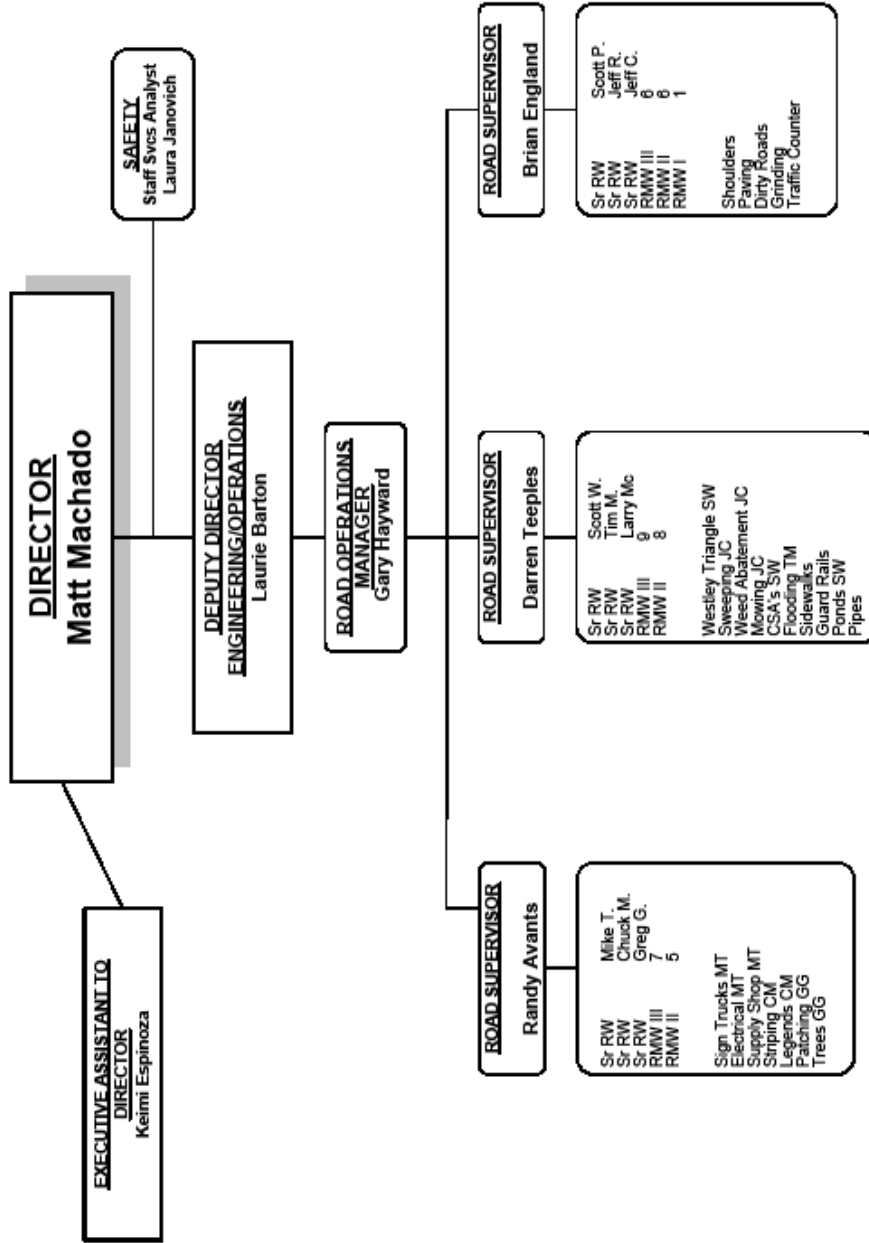 DIRECTOR
Matt Machado
EXECUTIVE ASSISTANT TO
DIRECTOR
Keimi Espinoza
SAFETY
Staff Svcs Analyst
Laura Janovich
DEPUTY DIRECTOR
ENGINEERING/OPERATIONS
Laurie Barton
ROAD OPERATIONS
MANAGER
Gary Hayward
ROAD SUPERVISOR
Randy Avants
Sr RW Mike T.
Sr RW Chuck M.
Sr RW Greg G.
RMW III 7
RMW II 5
Sign Trucks MT
Electrical MT
Supply Shop MT
Striping CM
Legends CM
Patching GG
Trees GG
ROAD SUPERVISOR
Darren Teeples
Sr RW Scott W.
Sr RW Tim M.
Sr RW Larry Mc
RMW III 9
RMW II 8
Westley Triangle SW
Sweeping JC
Weed Abatement JC
Mowing JC
CSA's SW
Flooding TM
Sidewalks
Guard Rails
Ponds SW
Pipes
ROAD SUPERVISOR
Brian England
Sr RW Scott P.
Sr RW Jeff R.
Sr RW Jeff C.
RMW III 6
RMW II 6
RMW I 1
Shoulders
Paving
Dirty Roads
Grinding
Traffic Counter